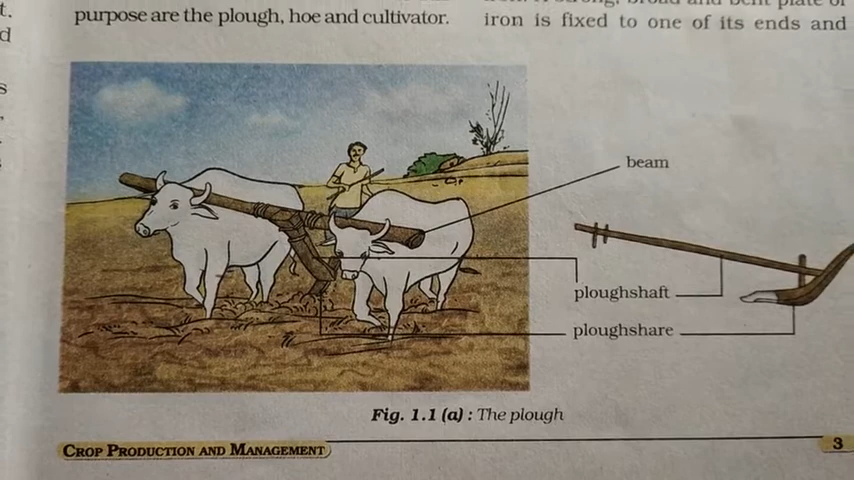 t.
d
s
purpose are the plough, hoe and cultivator.
iron is fixed to one of its ends and
beam
ploughshaft
ploughshare
Fig. 1.1 (a) : The plough
CROP PRODUCTION AND MANAGEMENT
3